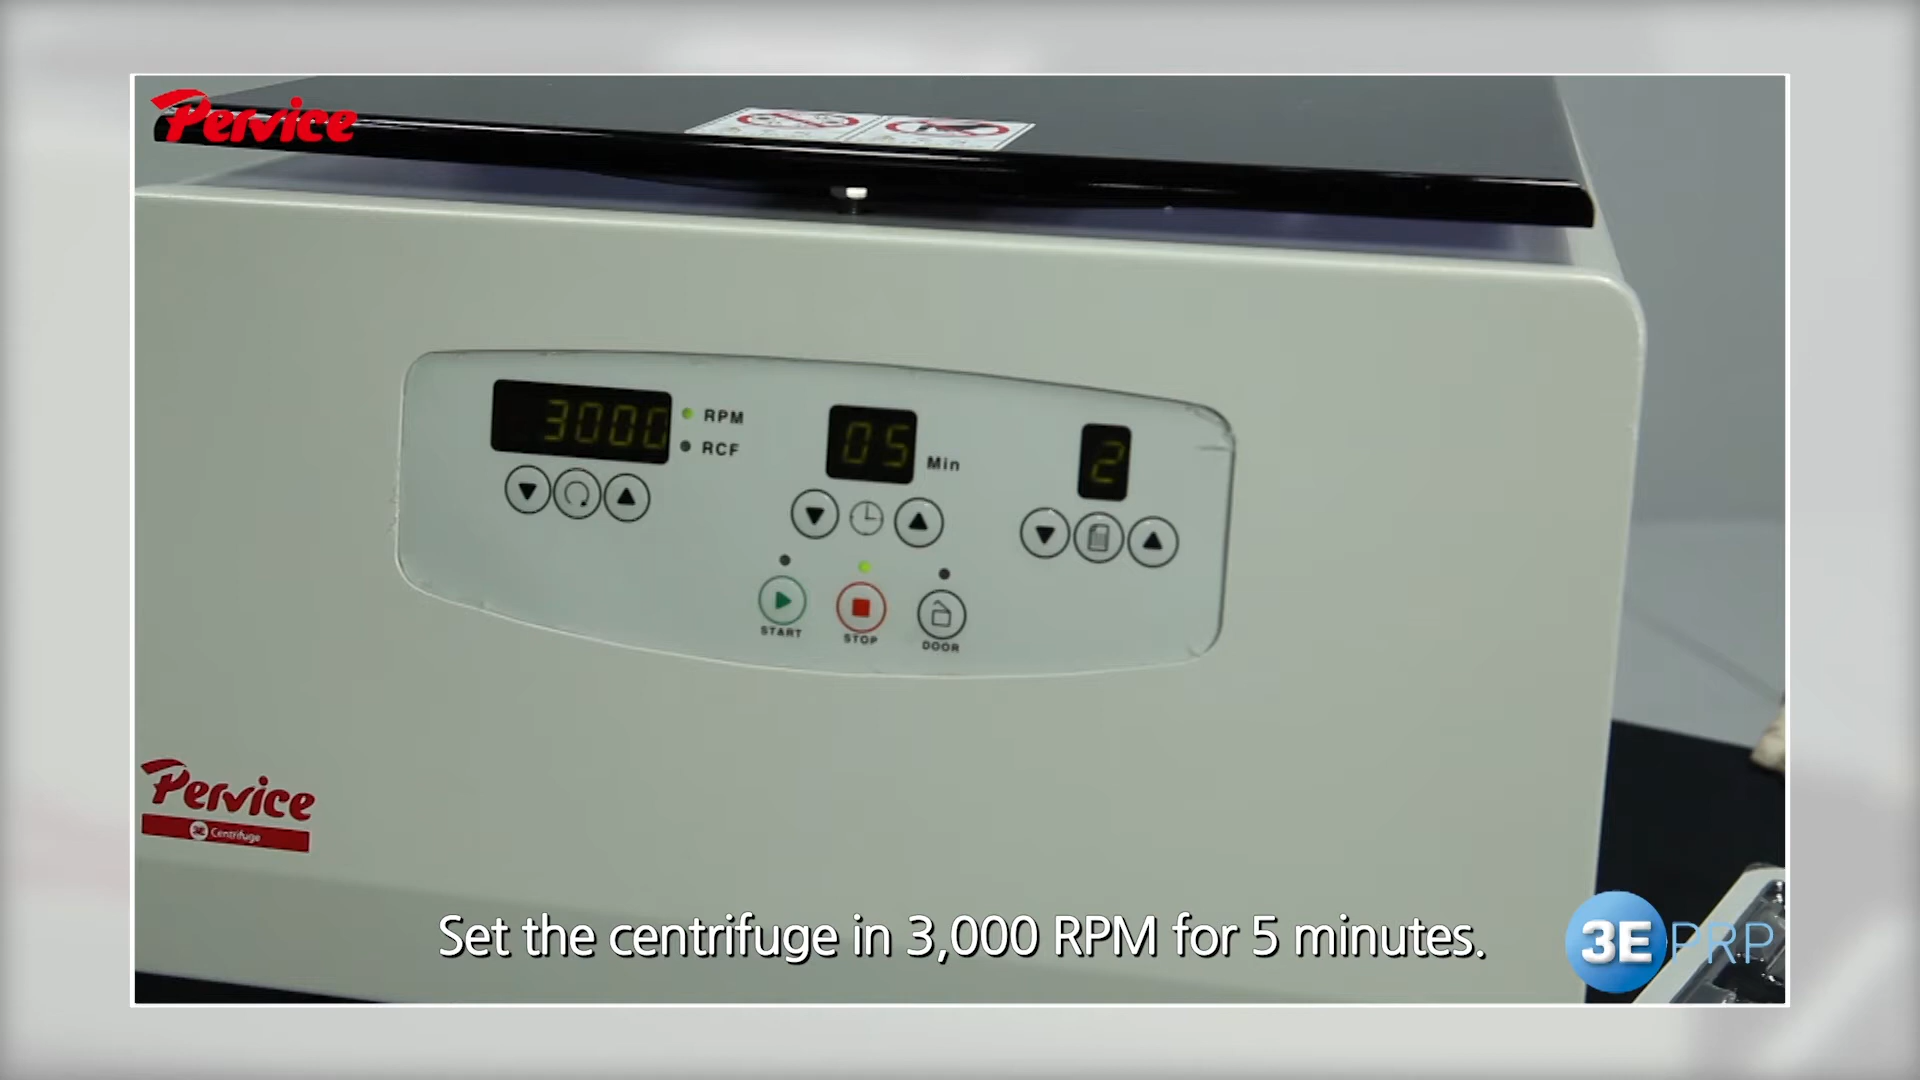 Pervice
3000
RPM
RCF
05
Min
2
START
STOP
DOOR
Pervice
3E Centrifuge
Set the centrifuge in 3,000 RPM for 5 minutes.
3E PRP